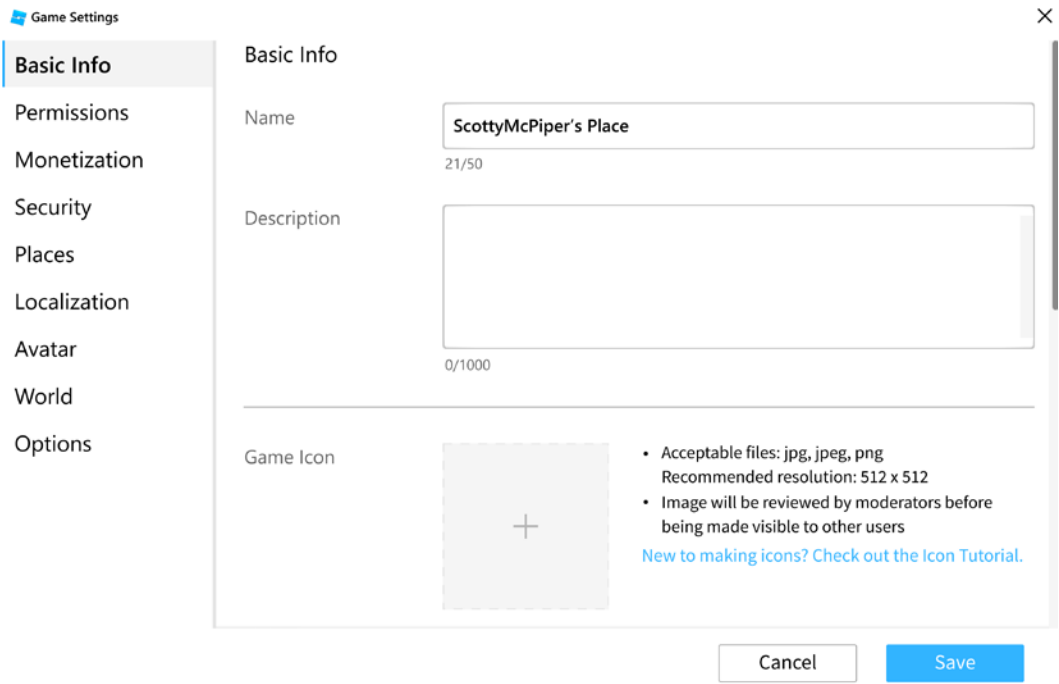 Game Settings
Basic Info
Permissions
Monetization
Security
Places
Localization
Avatar
World
Options
Basic Info
Name
ScottyMcPiper's Place
21/50
Description
0/1000
Game Icon
• Acceptable files: jpg, jpeg, png
Recommended resolution: 512 x 512
• Image will be reviewed by moderators before
being made visible to other users
New to making icons? Check out the Icon Tutorial.
Cancel
Save